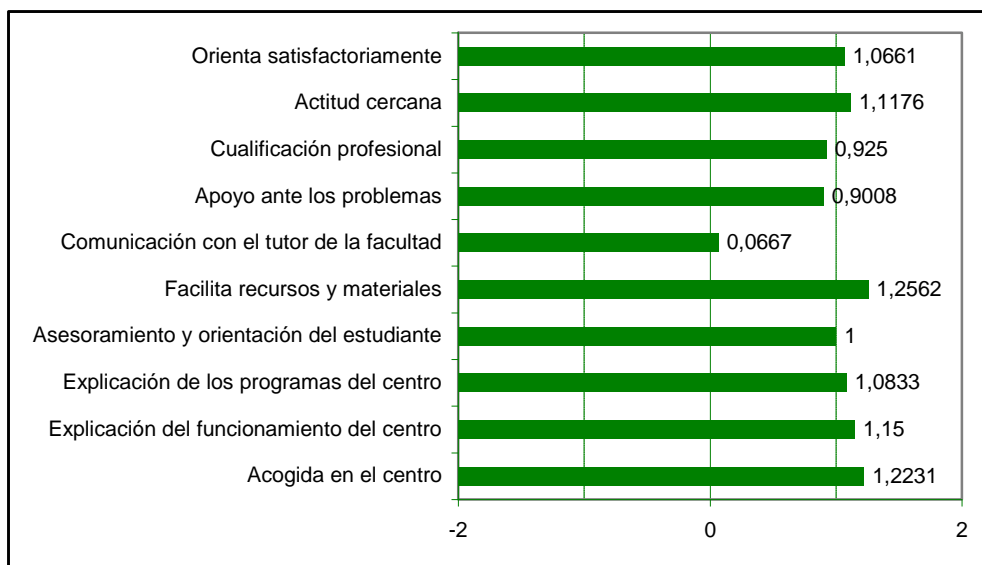 Orienta satisfactoriamente 1,0661
Actitud cercana 1,1176
Cualificación profesional 0,925
Apoyo ante los problemas 0,9008
Comunicación con el tutor de la facultad 0,0667
Facilita recursos y materiales 1,2562
Asesoramiento y orientación del estudiante 1
Explicación de los programas del centro 1,0833
Explicación del funcionamiento del centro 1,15
Acogida en el centro 1,2231
-2 0 2